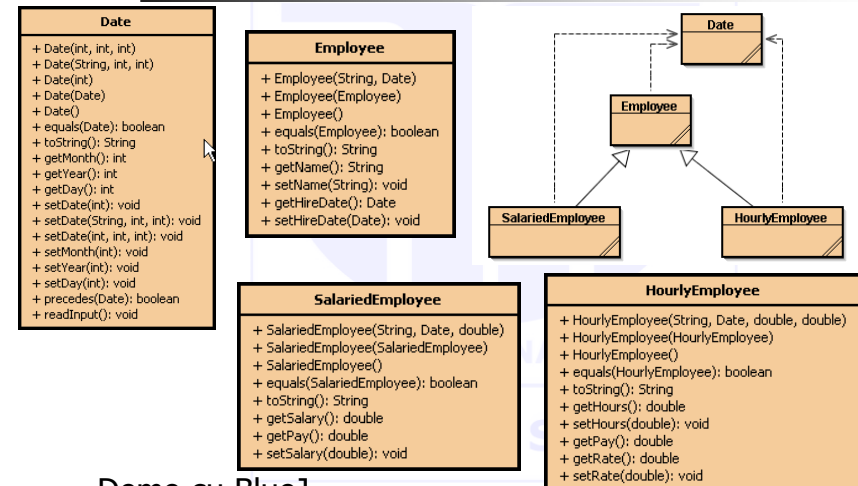 Date
+ Date(int, int, int)
+ Date(String, int, int)
+ Date(int)
+ Date(Date)
+ Date()
+ equals(Date): boolean
+ toString(): String
+ getMonth(): int
+ getYear(): int
+ getDay(): int
+ setDate(int): void
+ setDate(String, int, int): void
+ setDate(int, int, int): void
+ setMonth(int): void
+ setYear(int): void
+ setDay(int): void
+ precedes(Date): boolean
+ readInput(): void
Employee
+ Employee(String, Date)
+ Employee(Employee)
+ Employee()
+ equals(Employee): boolean
+ toString(): String
+ getName(): String
+ setName(String): void
+ getHireDate(): Date
+ setHireDate(Date): void
Date
Employee
SalariedEmployee
HourlyEmployee
SalariedEmployee
+ SalariedEmployee(String, Date, double)
+ SalariedEmployee(SalariedEmployee)
+ SalariedEmployee()
+ equals(SalariedEmployee): boolean
+ toString(): String
+ getSalary(): double
+ getPay(): double
+ setSalary(double): void
HourlyEmployee
+ HourlyEmployee(String, Date, double, double)
+ HourlyEmployee(HourlyEmployee)
+ HourlyEmployee()
+ equals(HourlyEmployee): boolean
+ toString(): String
+ getHours(): double
+ setHours(double): void
+ getPay(): double
+ getRate(): double
+ setRate(double): void
Demo cu BlueJ